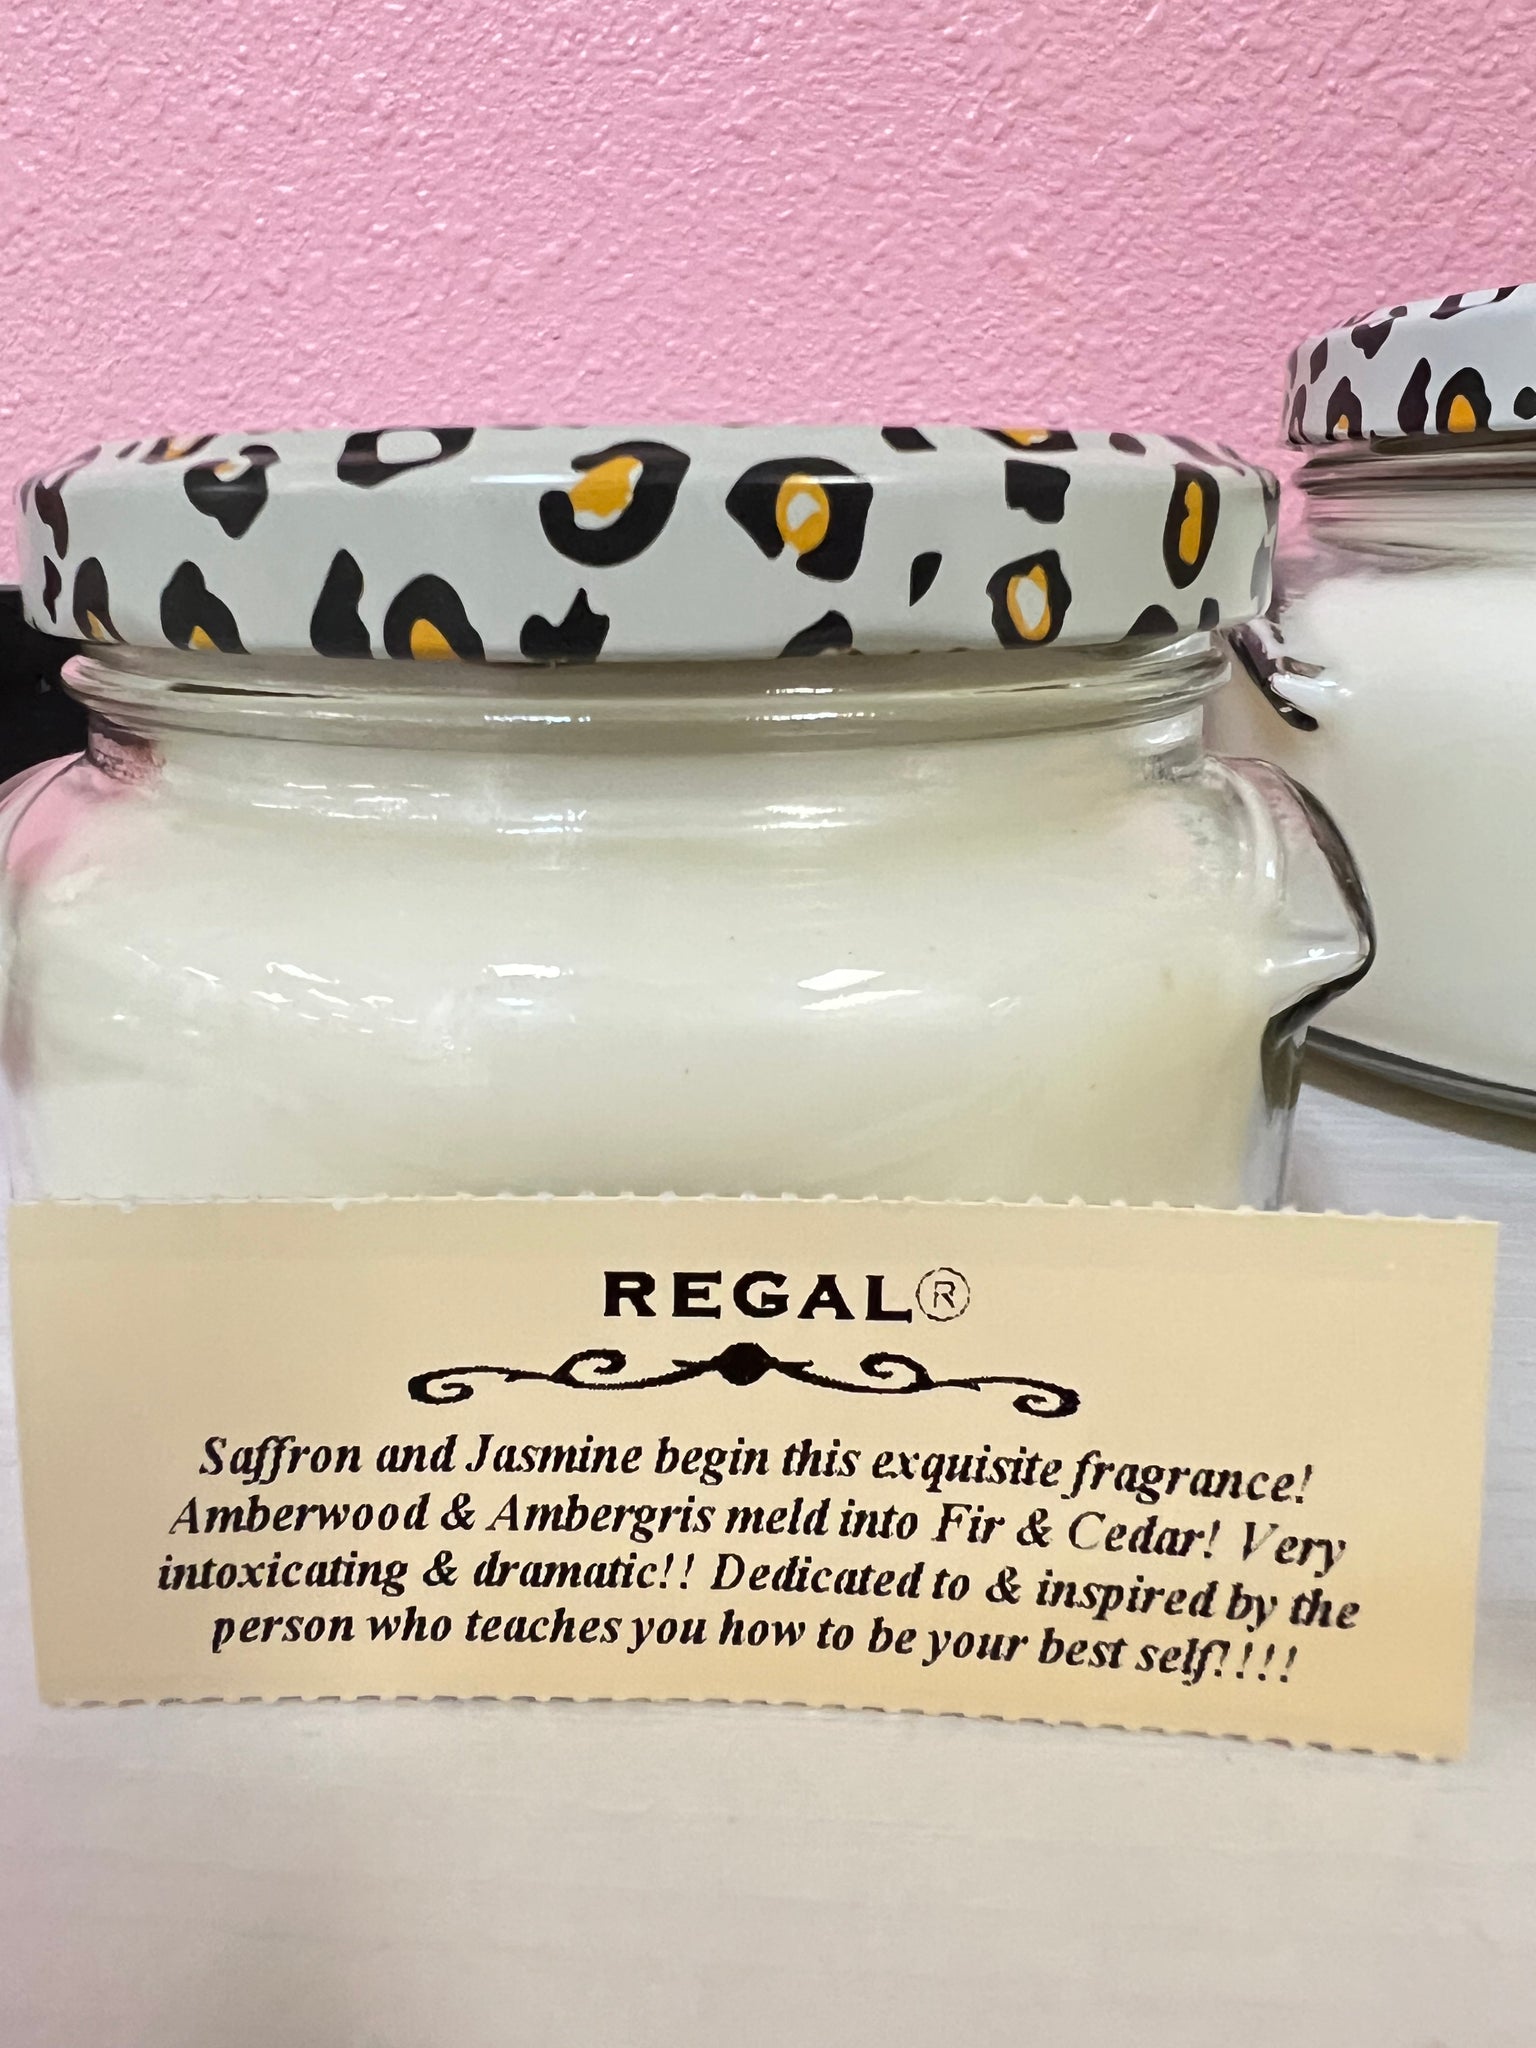 REGAL®
Saffron and Jasmine begin this exquisite fragrance!
Amberwood & Ambergris meld into Fir & Cedar! Very
intoxicating & dramatic!! Dedicated to & inspired by the
person who teaches you how to be your best self!!!!